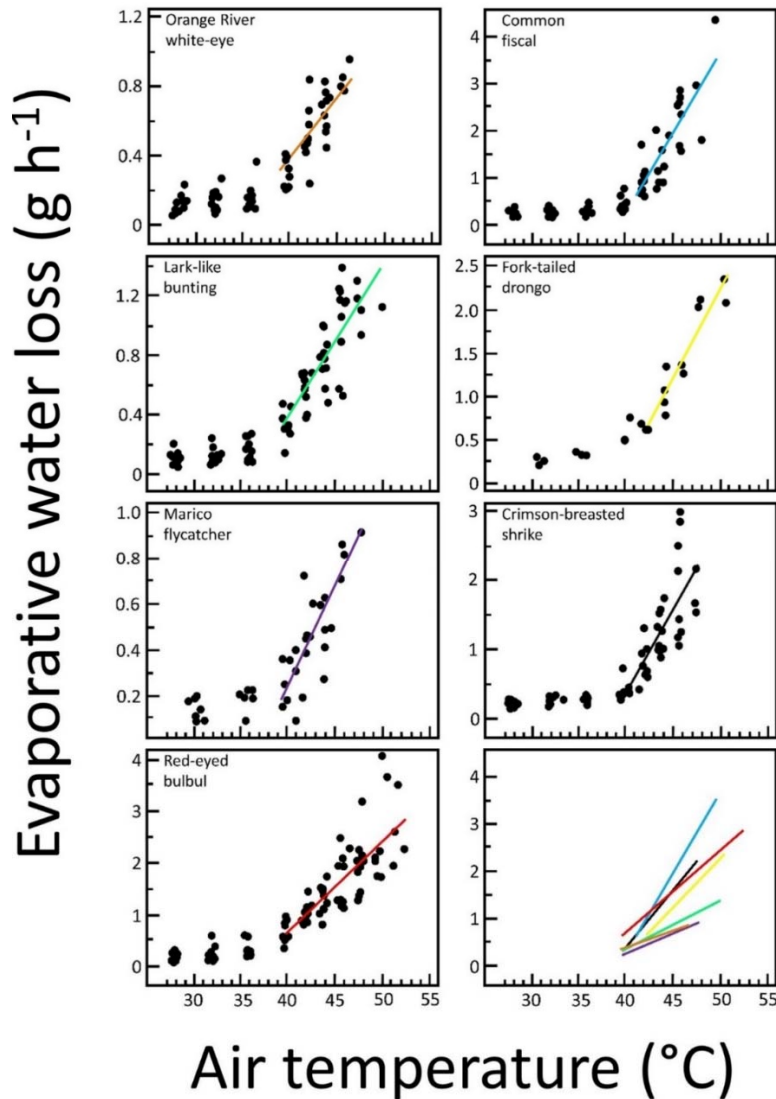 Evaporative water loss (g h⁻¹)
Orange River
white-eye
1.2
0.8
0.4
0
Common
fiscal
4
3
2
1
0
Lark-like
bunting
1.2
0.8
0.4
0
Fork-tailed
drongo
2.5
2.0
1.5
1.0
0.5
0
Marico
flycatcher
1.0
0.8
0.6
0.4
0.2
Crimson-breasted
shrike
3
2
1
0
Red-eyed
bulbul
4
3
2
1
0
30 35 40 45 50 55
4
3
2
1
0
30 35 40 45 50 55
Air temperature (°C)